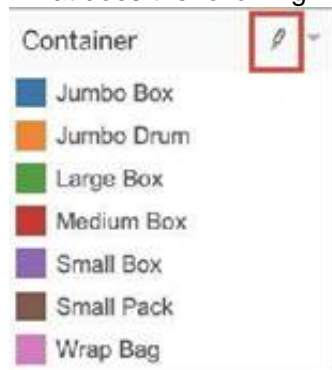 Container
Jumbo Box
Jumbo Drum
Large Box
Medium Box
Small Box
Small Pack
Wrap Bag